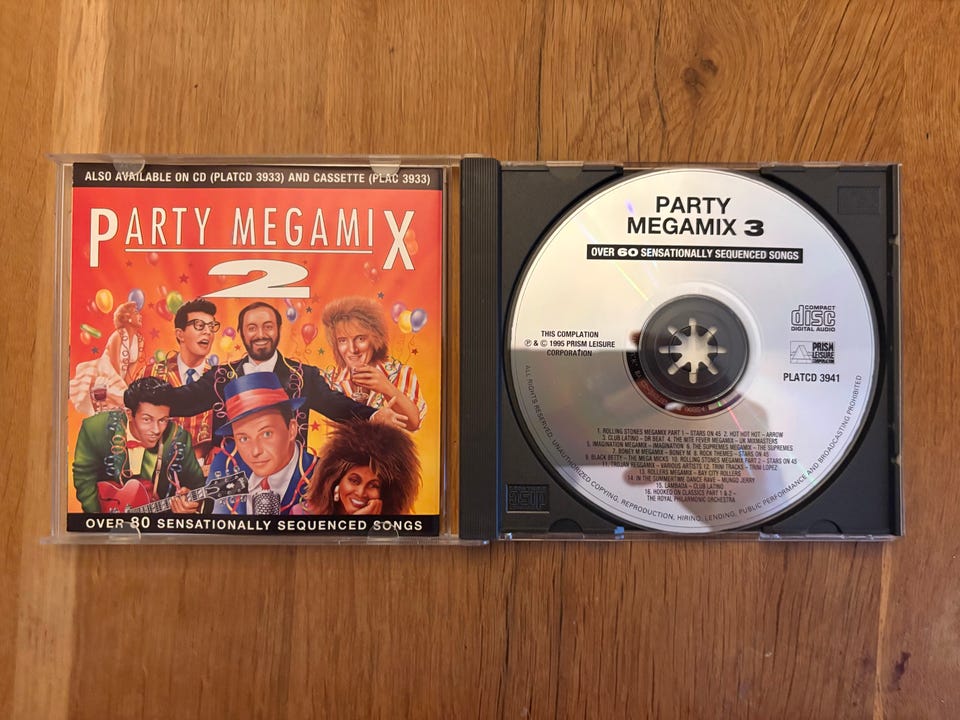 ALSO AVAILABLE ON CD (PLATCD 3933) AND CASSETTE (PLAC 3933)
PARTY MEGAMIX
2
OVER 80 SENSATIONALLY SEQUENCED SONGS
PARTY
MEGAMIX 3
OVER 60 SENSATIONALLY SEQUENCED SONGS
THIS COMPLATION
℗ & © 1995 PRISM LEISURE
CORPORATION
COMPACT
disc
DIGITAL AUDIO
PRISM
LEISURE
CORPORATION
PLATCD 3941
1. ROLLING STONES MEGAMIX PART 1 – STARS ON 45 2. HOT HOT HOT – ARROW
3. CLUB LATINO – DR BEAT. 4. THE NITE FEVER MEGAMIX – UK MIXMASTERS
5. IMAGINATION MEGAMIX – IMAGINATION 6. THE SUPREMES MEGAMIX – THE SUPREMES
7. BONEY M MEGAMIX – BONEY M. 8. ROCK THEMES – STARS ON 45
9. BLACK BETTY – THE MEGA MICKS 10. ROLLING STONES MEGAMIX PART 2 – STARS ON 45
11. TROJAN REGGAMIX – VARIOUS ARTISTS 12. TRINI TRACKS – TRINI LOPEZ
13. ROLLERS MEGAMIX – BAY CITY ROLLERS
14. IN THE SUMMERTIME DANCE RAVE – MUNGO JERRY
15. LAMBADA – CLUB LATINO
16. HOOKED ON CLASSICS PART 1 & 2 –
THE ROYAL PHILHARMONIC ORCHESTRA
ALL RIGHTS RESERVED. UNAUTHORIZED COPYING, REPRODUCTION, HIRING, LENDING, PUBLIC PERFORMANCE AND BROADCASTING PROHIBITED